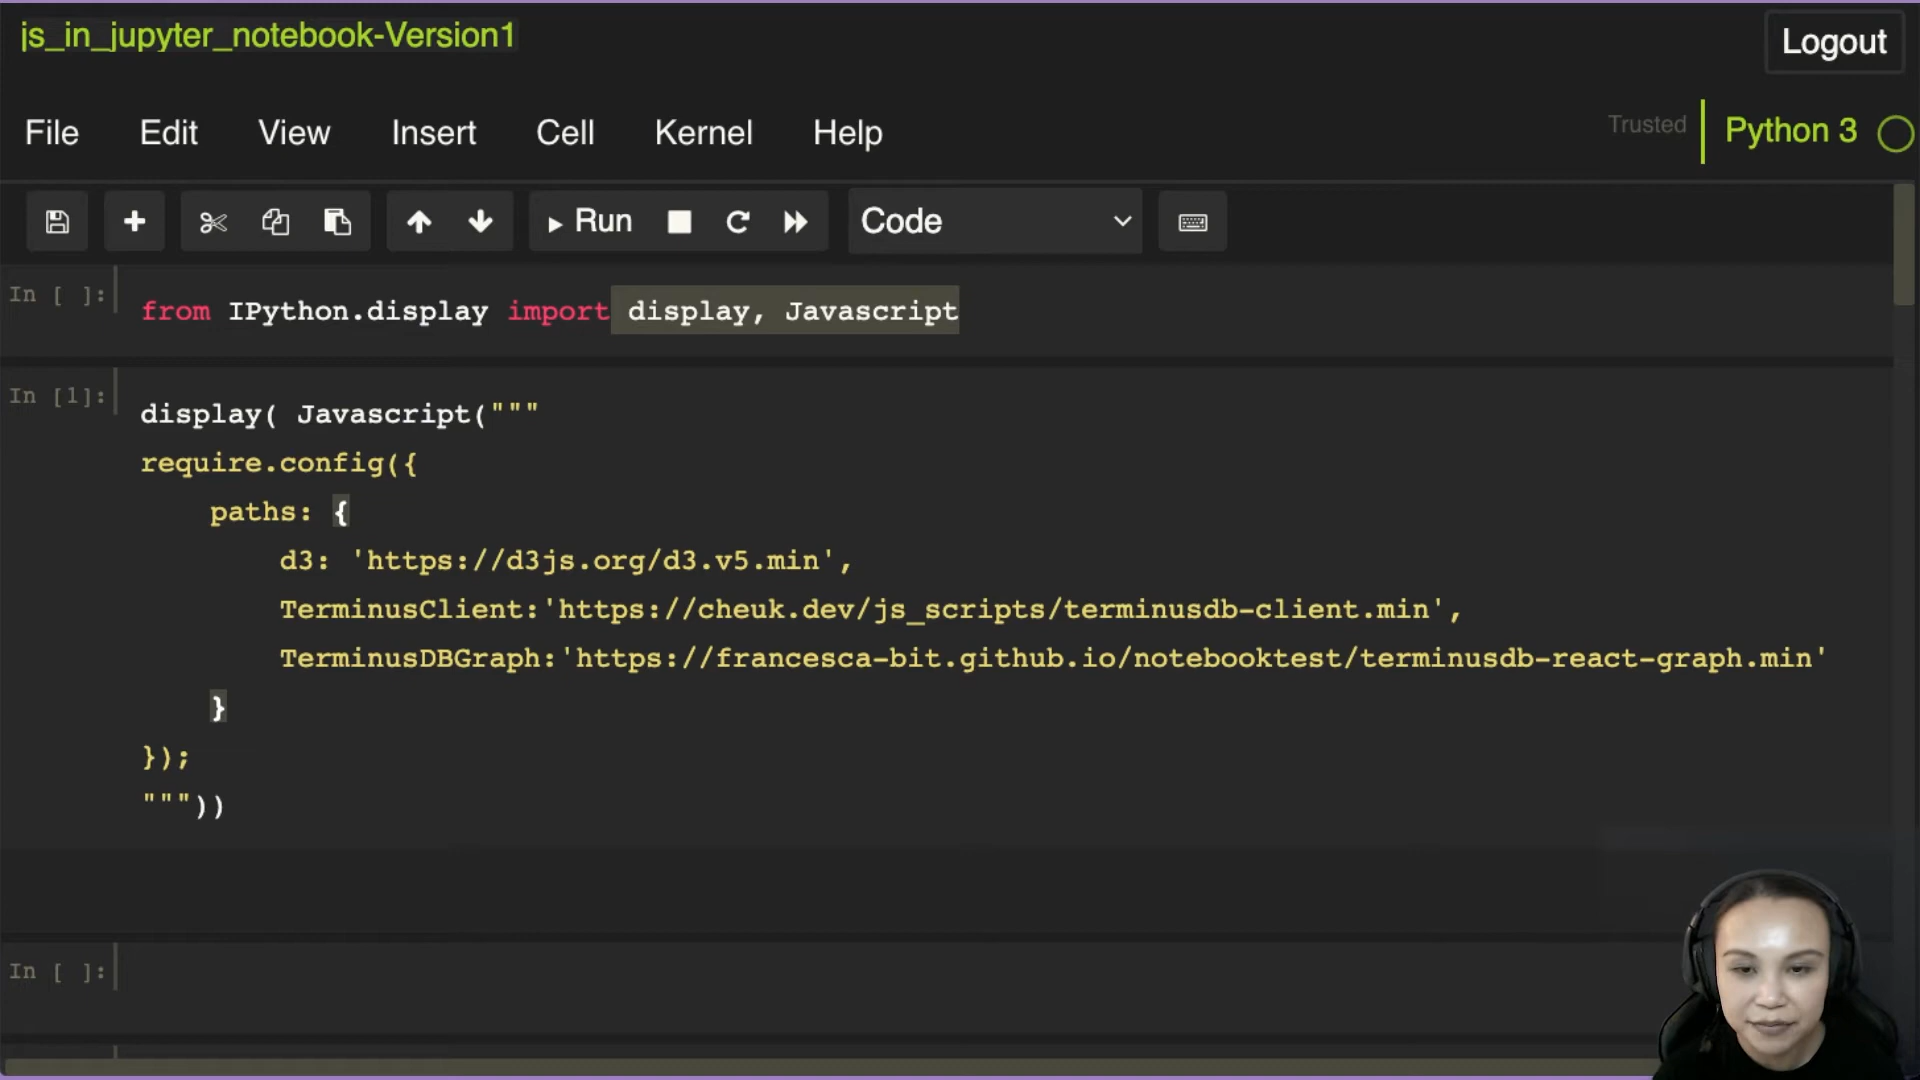 js_in_jupyter_notebook-Version1
Logout
File Edit View Insert Cell Kernel Help
Trusted Python 3
Run Code
In [ ]: from IPython.display import display, Javascript
In [1]: display( Javascript("""
require.config({
paths: {
d3: 'https://d3js.org/d3.v5.min',
TerminusClient:'https://cheuk.dev/js_scripts/terminusdb-client.min',
TerminusDBGraph:'https://francesca-bit.github.io/notebooktest/terminusdb-react-graph.min'
}
});
"""))
In [ ]: